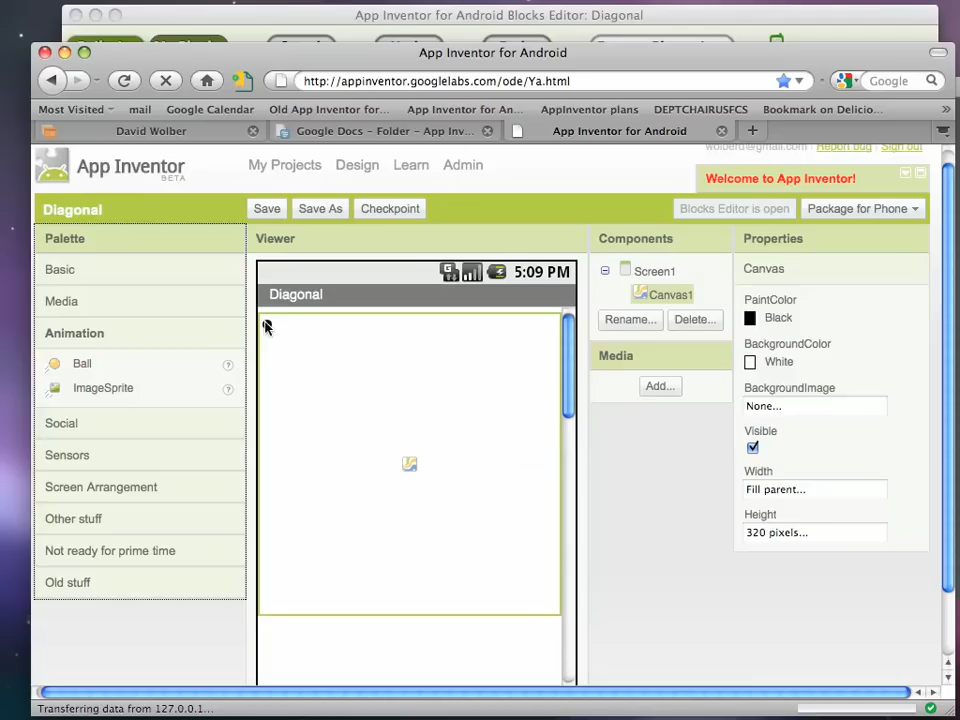 App Inventor for Android Blocks Editor: Diagonal
App Inventor for Android
http://appinventor.googlelabs.com/ode/Ya.html
Google
Most Visited
mail
Google Calendar
Old App Inventor for...
App Inventor for An...
AppInventor plans
DEPTCHAIRUSFCS
Bookmark on Delicio...
»
David Wolber
Google Docs – Folder – App Inv...
App Inventor for Android
App Inventor
BETA
My Projects
Design
Learn
Admin
wolberd@gmail.com
Report bug
Sign out
Welcome to App Inventor!
Diagonal
Save
Save As
Checkpoint
Blocks Editor is open
Package for Phone
Palette
Basic
Media
Animation
Ball
?
ImageSprite
?
Social
Sensors
Screen Arrangement
Other stuff
Not ready for prime time
Old stuff
Viewer
G
5:09 PM
Diagonal
Components
Screen1
Canvas1
Rename...
Delete...
Media
Add...
Properties
Canvas
PaintColor
Black
BackgroundColor
White
BackgroundImage
None...
Visible
Width
Fill parent...
Height
320 pixels...
Transferring data from 127.0.0.1...